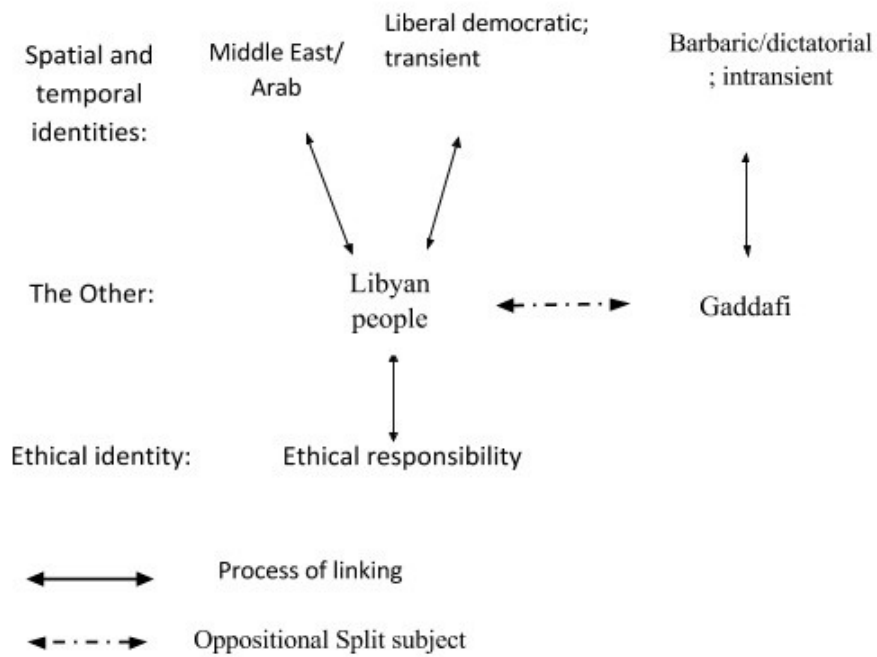 Spatial and
temporal
identities:
Middle East/
Arab
Liberal democratic;
transient
Barbaric/dictatorial
; intransient
The Other:
Libyan
people
Gaddafi
Ethical identity:
Ethical responsibility
Process of linking
Oppositional Split subject